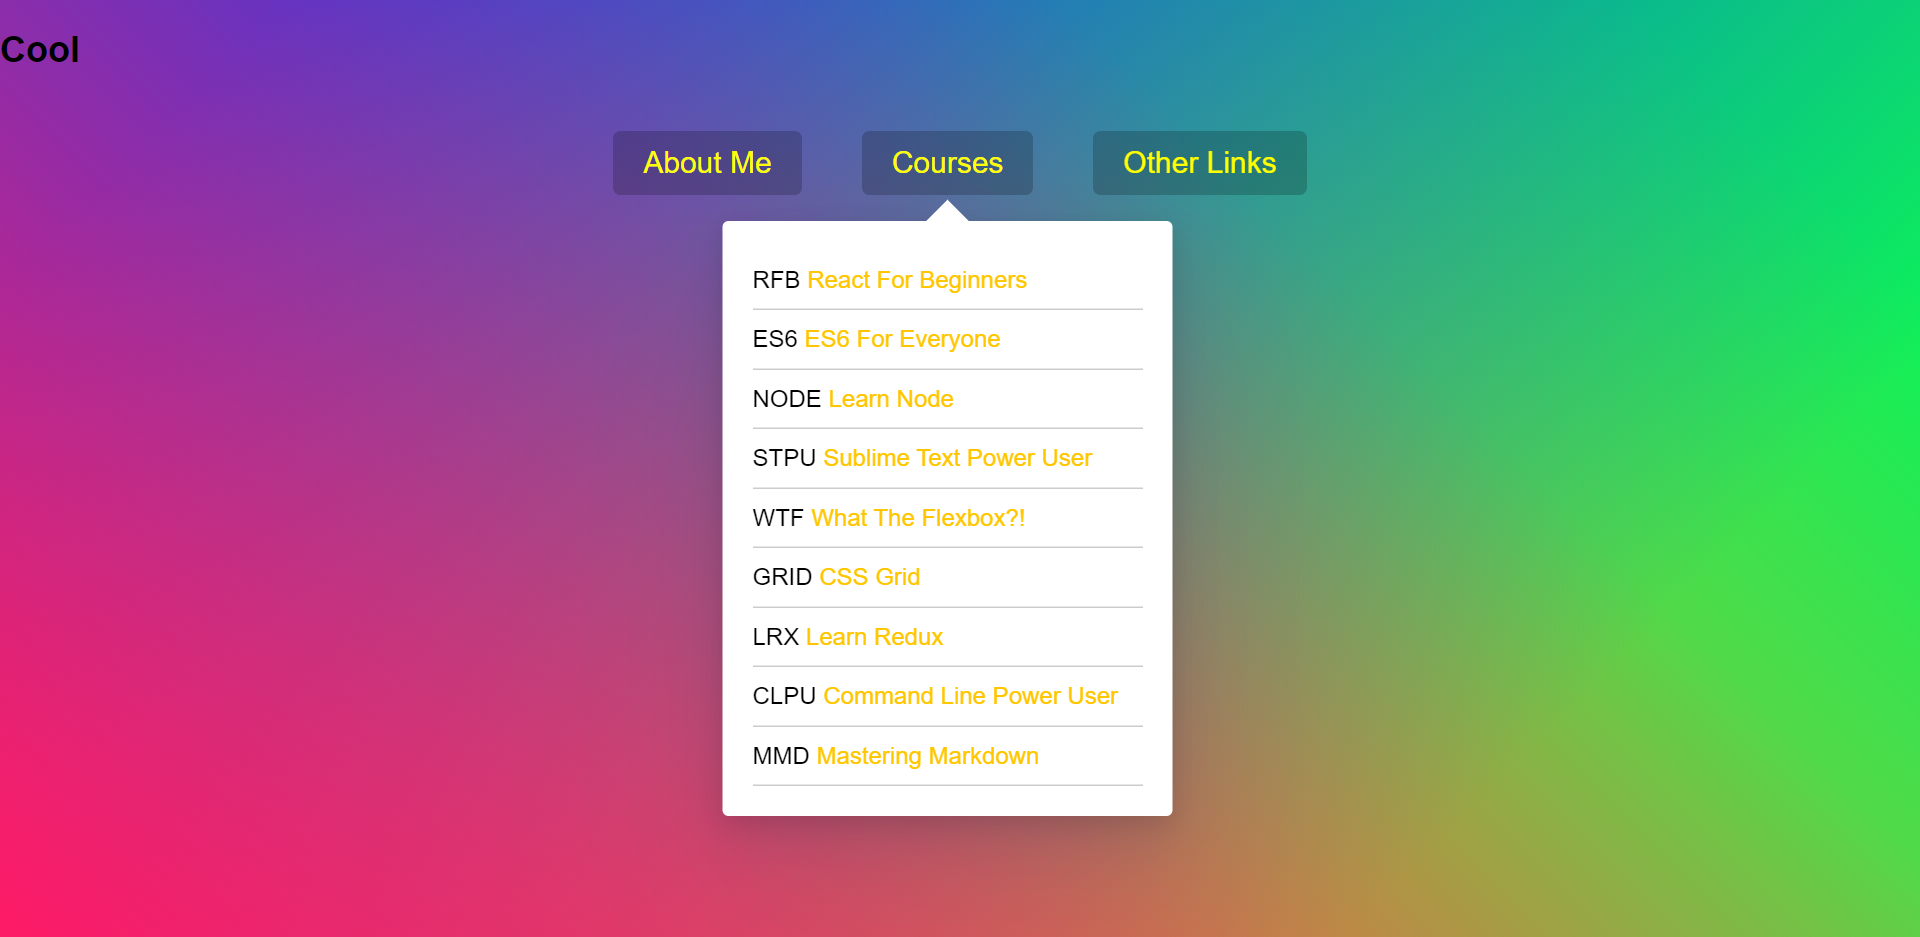 Cool
About Me Courses Other Links
RFB React For Beginners
ES6 ES6 For Everyone
NODE Learn Node
STPU Sublime Text Power User
WTF What The Flexbox?!
GRID CSS Grid
LRX Learn Redux
CLPU Command Line Power User
MMD Mastering Markdown